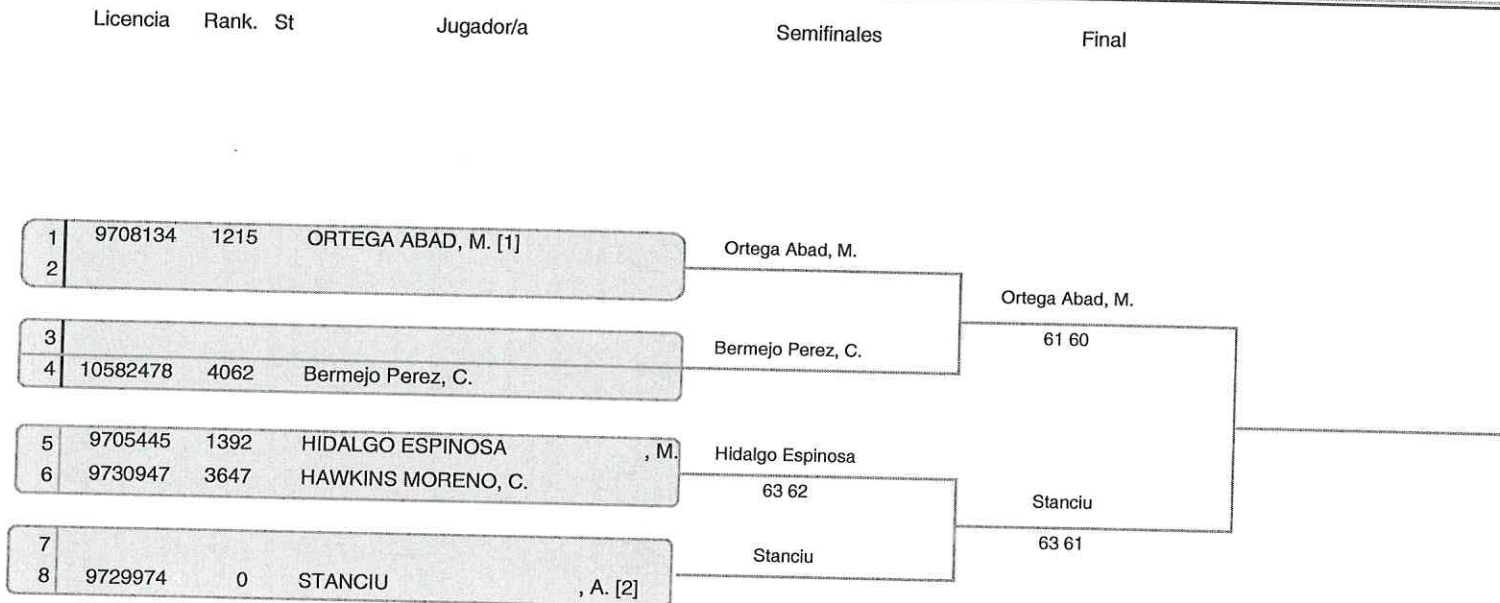 Licencia Rank. St Jugador/a Semifinales Final
1 9708134 1215 ORTEGA ABAD, M. [1]
2
Ortega Abad, M.
Ortega Abad, M.
61 60
3
4 10582478 4062 Bermejo Perez, C.
Bermejo Perez, C.
5 9705445 1392 HIDALGO ESPINOSA , M.
6 9730947 3647 HAWKINS MORENO, C.
Hidalgo Espinosa
63 62
Stanciu
63 61
7
8 9729974 0 STANCIU , A. [2]
Stanciu